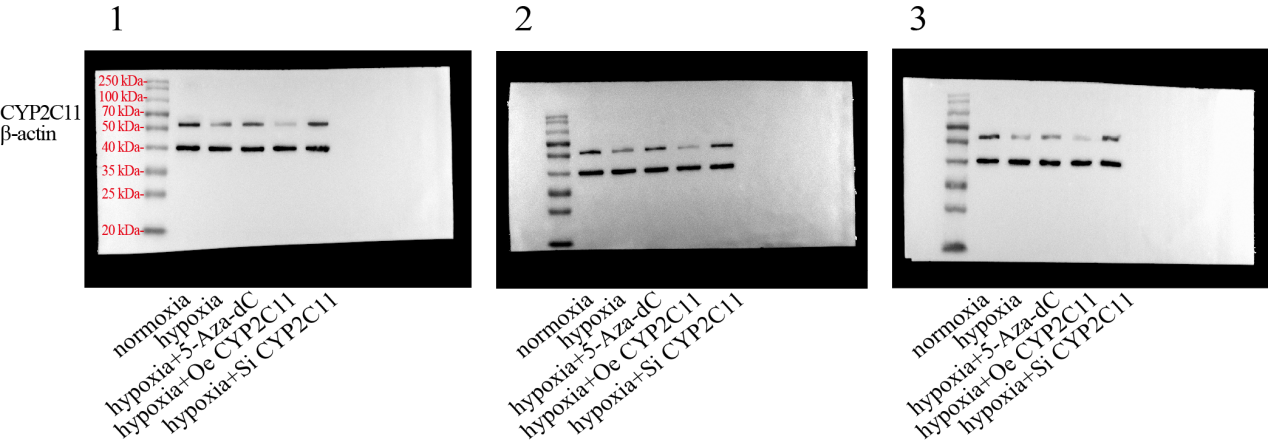 1
2
3
250 kDa-
100 kDa-
70 kDa-
50 kDa-
40 kDa-
35 kDa-
25 kDa-
20 kDa-
CYP2C11
β-actin
normoxia
hypoxia
hypoxia+5-Aza-dC
hypoxia+Oe CYP2C11
hypoxia+Si CYP2C11
normoxia
hypoxia
hypoxia+5-Aza-dC
hypoxia+Oe CYP2C11
hypoxia+Si CYP2C11
normoxia
hypoxia
hypoxia+5-Aza-dC
hypoxia+Oe CYP2C11
hypoxia+Si CYP2C11